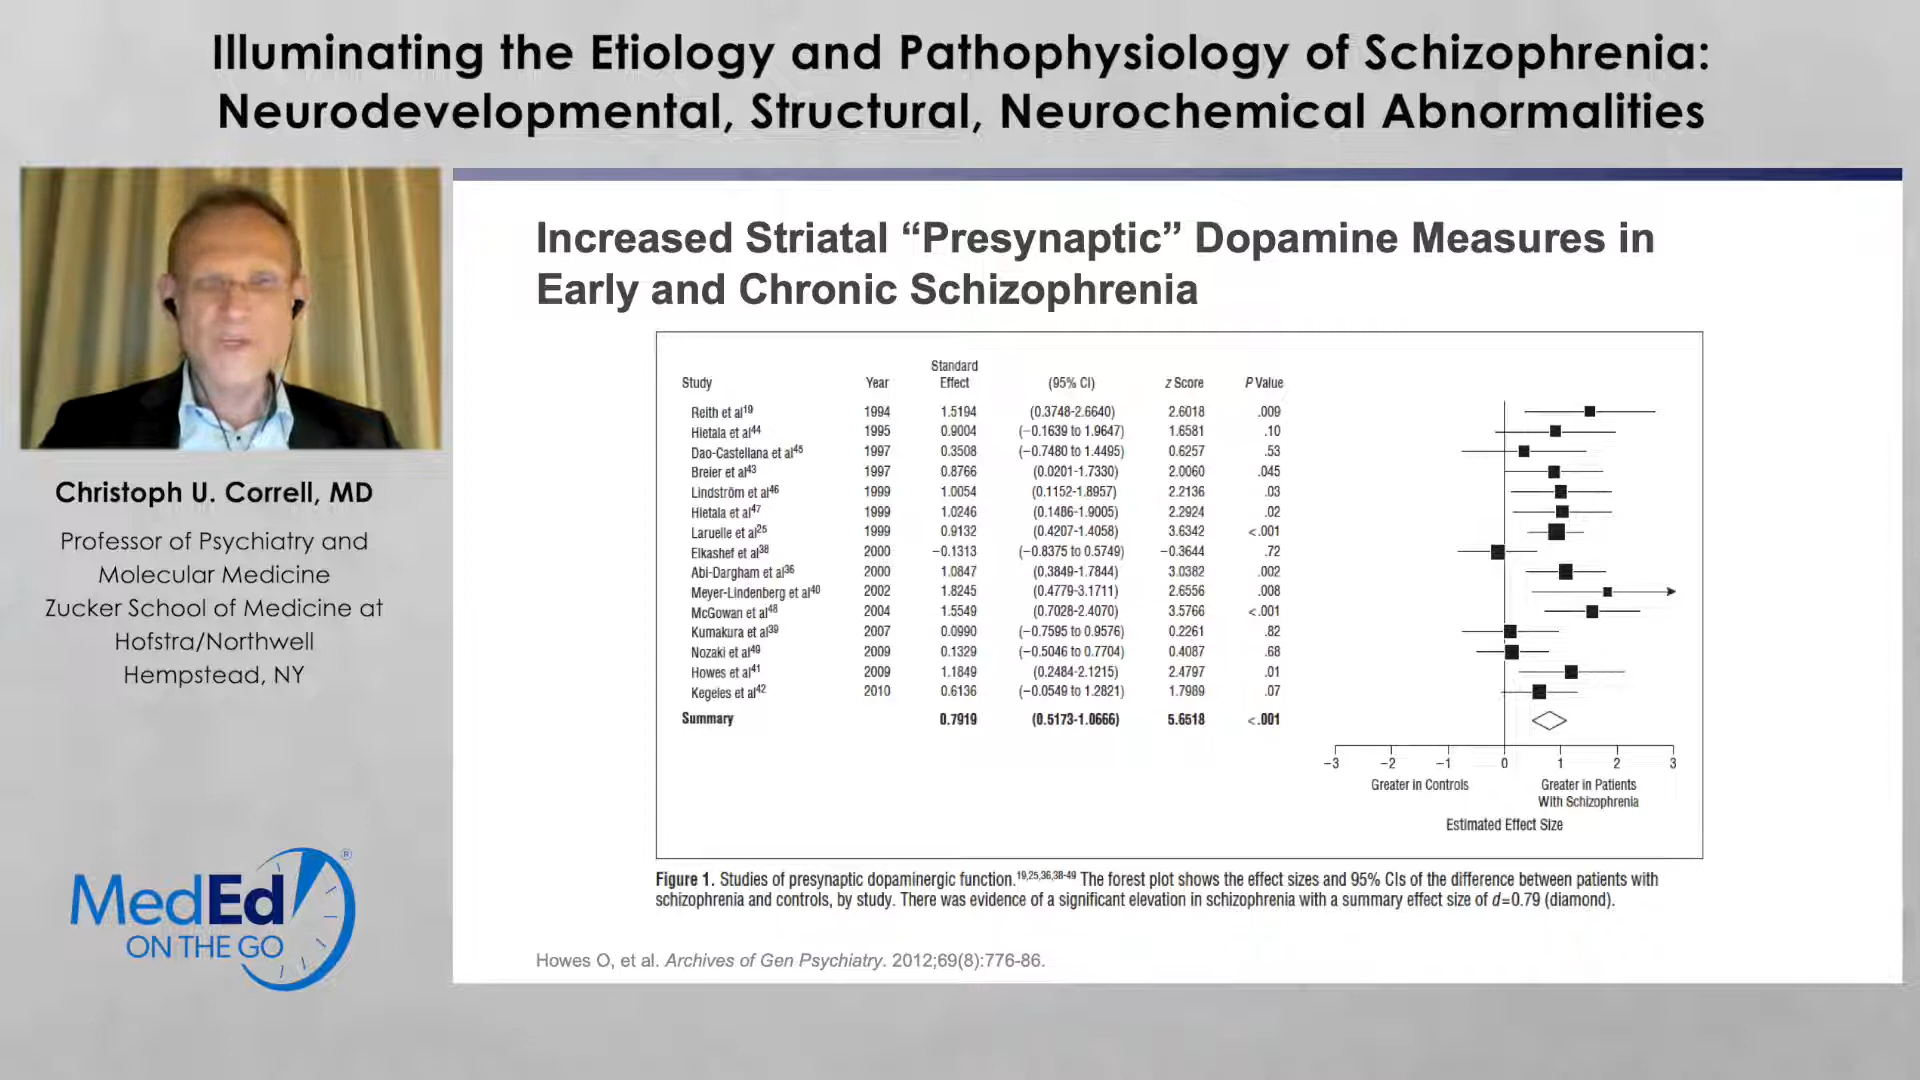 Illuminating the Etiology and Pathophysiology of Schizophrenia:
Neurodevelopmental, Structural, Neurochemical Abnormalities
Christoph U. Correll, MD
Professor of Psychiatry and
Molecular Medicine
Zucker School of Medicine at
Hofstra/Northwell
Hempstead, NY
MedEd®
ON THE GO
Increased Striatal “Presynaptic” Dopamine Measures in
Early and Chronic Schizophrenia
Study Year Standard Effect (95% CI) z Score P Value
Reith et al19 1994 1.5194 (0.3748-2.6640) 2.6018 .009
Hietala et al44 1995 0.9004 (−0.1639 to 1.9647) 1.6581 .10
Dao-Castellana et al45 1997 0.3508 (−0.7480 to 1.4495) 0.6257 .53
Breier et al43 1997 0.8766 (0.0201-1.7330) 2.0060 .045
Lindström et al46 1999 1.0054 (0.1152-1.8957) 2.2136 .03
Hietala et al47 1999 1.0246 (0.1486-1.9005) 2.2924 .02
Laruelle et al25 1999 0.9132 (0.4207-1.4058) 3.6342 <.001
Elkashef et al38 2000 −0.1313 (−0.8375 to 0.5749) −0.3644 .72
Abi-Dargham et al36 2000 1.0847 (0.3849-1.7844) 3.0382 .002
Meyer-Lindenberg et al40 2002 1.8245 (0.4779-3.1711) 2.6556 .008
McGowan et al48 2004 1.5549 (0.7028-2.4070) 3.5766 <.001
Kumakura et al39 2007 0.0990 (−0.7595 to 0.9576) 0.2261 .82
Nozaki et al49 2009 0.1329 (−0.5046 to 0.7704) 0.4087 .68
Howes et al41 2009 1.1849 (0.2484-2.1215) 2.4797 .01
Kegeles et al42 2010 0.6136 (−0.0549 to 1.2821) 1.7989 .07
Summary 0.7919 (0.5173-1.0666) 5.6518 <.001
−3 −2 −1 0 1 2 3
Greater in Controls
Greater in Patients
With Schizophrenia
Estimated Effect Size
Figure 1. Studies of presynaptic dopaminergic function.19,25,36,38-49 The forest plot shows the effect sizes and 95% CIs of the difference between patients with
schizophrenia and controls, by study. There was evidence of a significant elevation in schizophrenia with a summary effect size of d=0.79 (diamond).
Howes O, et al. Archives of Gen Psychiatry. 2012;69(8):776-86.